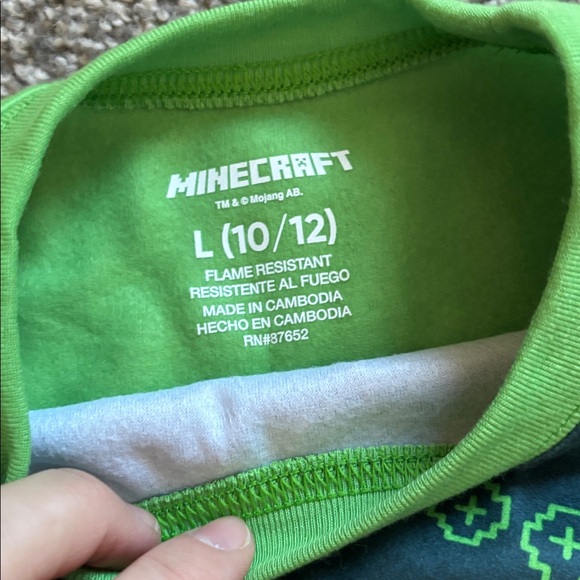 MINECRAFT
TM & © Mojang AB.
L (10/12)
FLAME RESISTANT
RESISTENTE AL FUEGO
MADE IN CAMBODIA
HECHO EN CAMBODIA
RN#87652